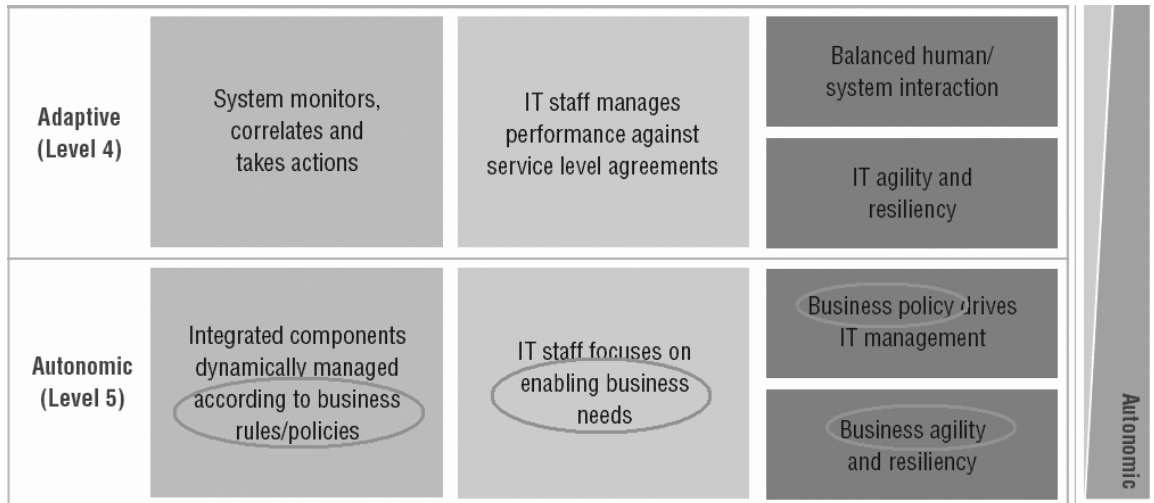 Adaptive
(Level 4)
System monitors,
correlates and
takes actions
IT staff manages
performance against
service level agreements
Balanced human/
system interaction
IT agility and
resiliency
Autonomic
(Level 5)
Integrated components
dynamically managed
according to business
rules/policies
IT staff focuses on
enabling business
needs
Business policy drives
IT management
Business agility
and resiliency
Autonomic